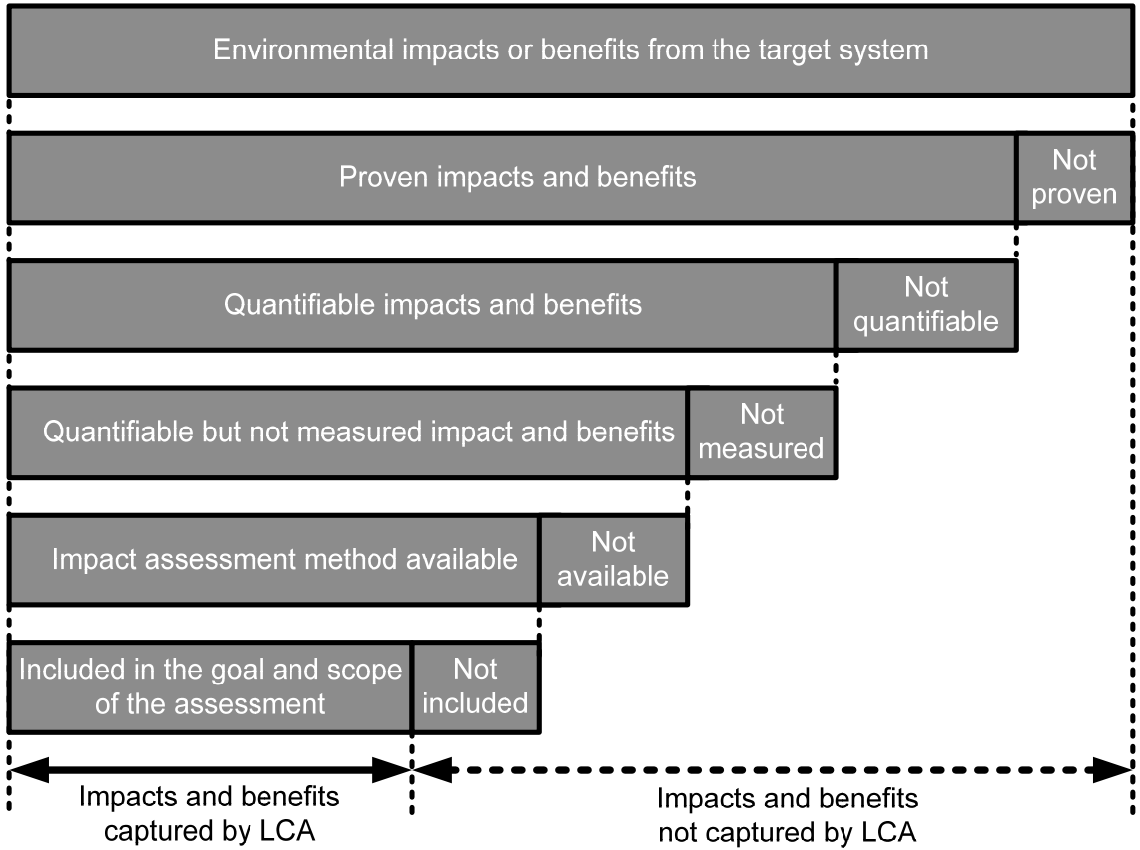 Environmental impacts or benefits from the target system
Proven impacts and benefits
Not
proven
Quantifiable impacts and benefits
Not
quantifiable
Quantifiable but not measured impact and benefits
Not
measured
Impact assessment method available
Not
available
Included in the goal and scope
of the assessment
Not
included
Impacts and benefits
captured by LCA
Impacts and benefits
not captured by LCA